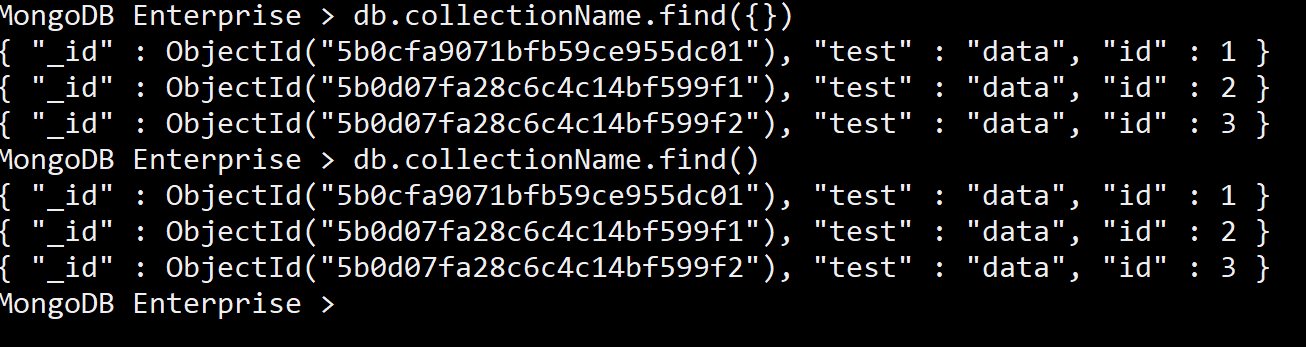 MongoDB Enterprise > db.collectionName.find({})
{ "_id" : ObjectId("5b0cfa9071bfb59ce955dc01"), "test" : "data", "id" : 1 }
{ "_id" : ObjectId("5b0d07fa28c6c4c14bf599f1"), "test" : "data", "id" : 2 }
{ "_id" : ObjectId("5b0d07fa28c6c4c14bf599f2"), "test" : "data", "id" : 3 }
MongoDB Enterprise > db.collectionName.find()
{ "_id" : ObjectId("5b0cfa9071bfb59ce955dc01"), "test" : "data", "id" : 1 }
{ "_id" : ObjectId("5b0d07fa28c6c4c14bf599f1"), "test" : "data", "id" : 2 }
{ "_id" : ObjectId("5b0d07fa28c6c4c14bf599f2"), "test" : "data", "id" : 3 }
MongoDB Enterprise >